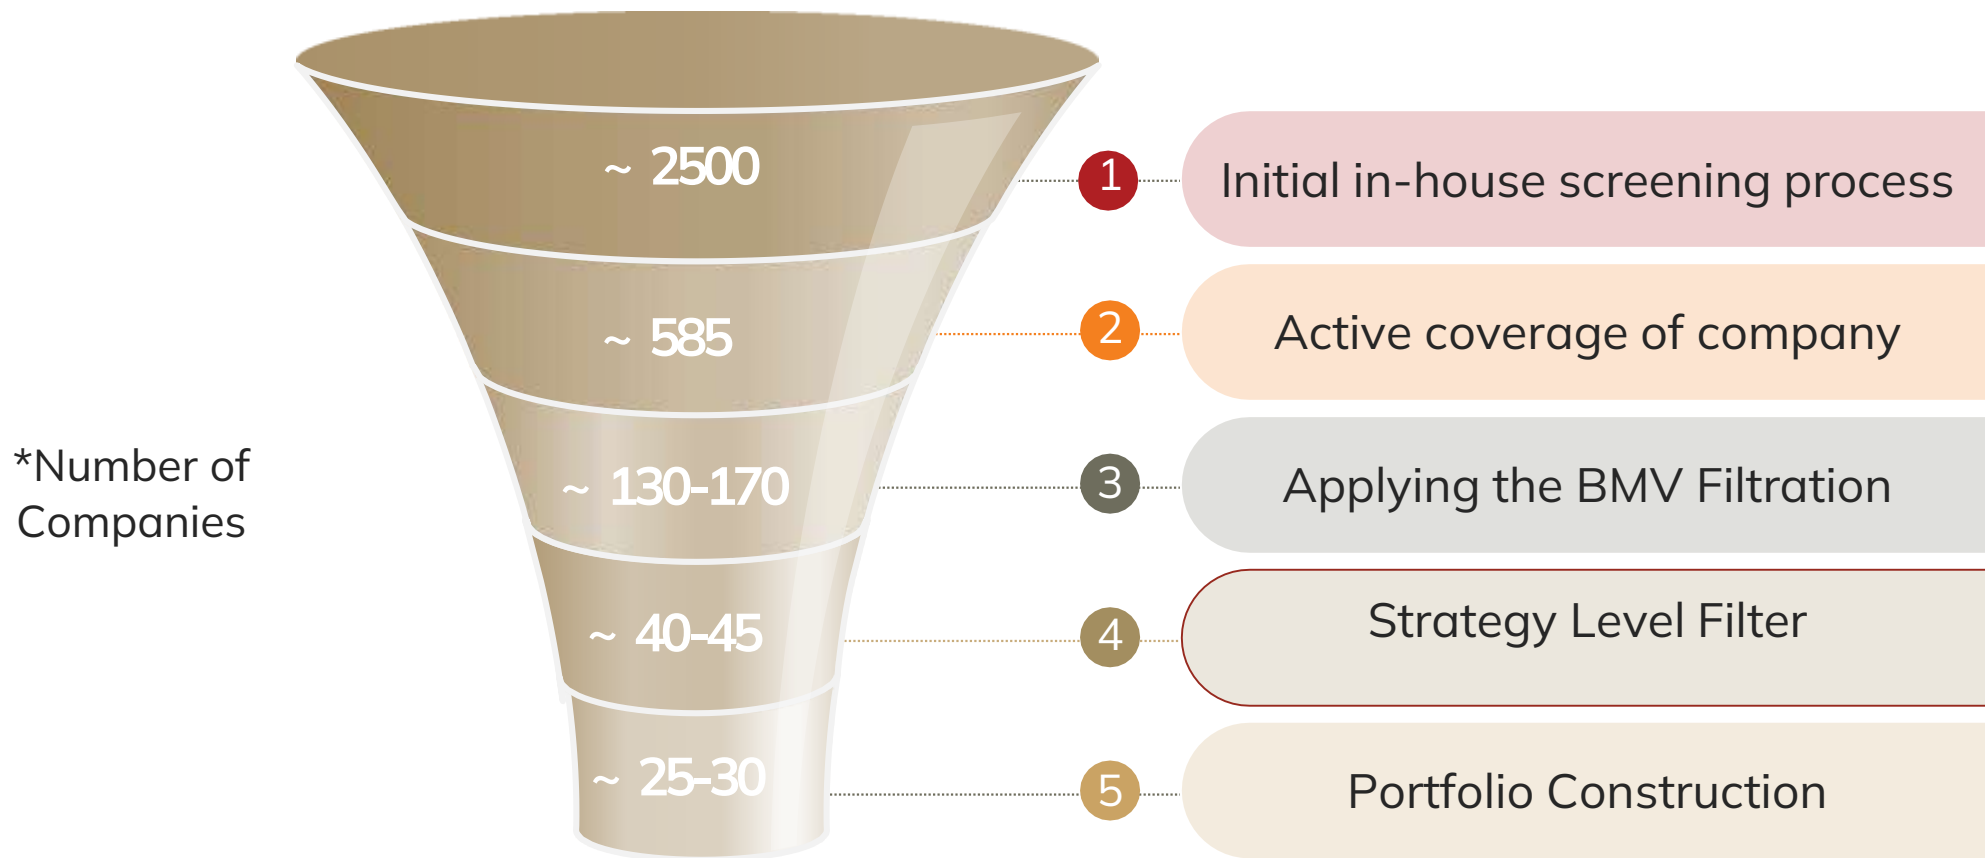 ~ 2500
1
Initial in-house screening process
~ 585
2
Active coverage of company
*Number of
Companies
~ 130-170
3
Applying the BMV Filtration
~ 40-45
4
Strategy Level Filter
~ 25-30
5
Portfolio Construction